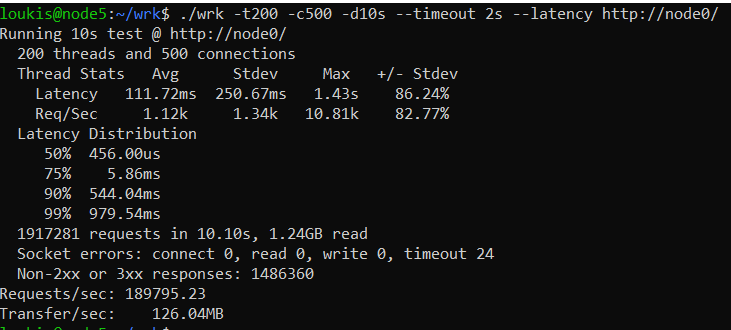 loukis@node5:~/wrk$ ./wrk -t200 -c500 -d10s --timeout 2s --latency http://node0/
Running 10s test @ http://node0/
  200 threads and 500 connections
  Thread Stats   Avg      Stdev     Max   +/- Stdev
    Latency   111.72ms  250.67ms   1.43s    86.24%
    Req/Sec     1.12k     1.34k   10.81k    82.77%
  Latency Distribution
     50%  456.00us
     75%    5.86ms
     90%  544.04ms
     99%  979.54ms
  1917281 requests in 10.10s, 1.24GB read
  Socket errors: connect 0, read 0, write 0, timeout 24
  Non-2xx or 3xx responses: 1486360
Requests/sec: 189795.23
Transfer/sec:    126.04MB